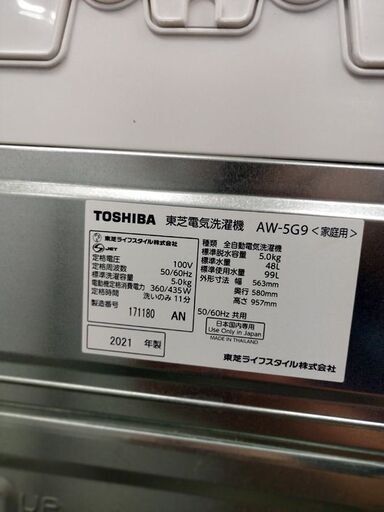 TOSHIBA 東芝電気洗濯機 AW-5G9 <家庭用>
東芝ライフスタイル株式会社
JET
定格電圧 100V
定格周波数 50/60Hz
標準洗濯容量 5.0kg
電動機定格消費電力 360/435W
定格時間 洗いのみ 11分
製造番号 171180 AN
2021 年製
種類 全自動電気洗濯機
標準脱水容量 5.0kg
標準水量 48L
標準使用水量 99L
外形寸法 幅 563mm
奥行 580mm
高さ 957mm
50/60Hz 共用
日本国内専用
Use Only in Japan
MADE IN THAILAND
東芝ライフスタイル株式会社
UP